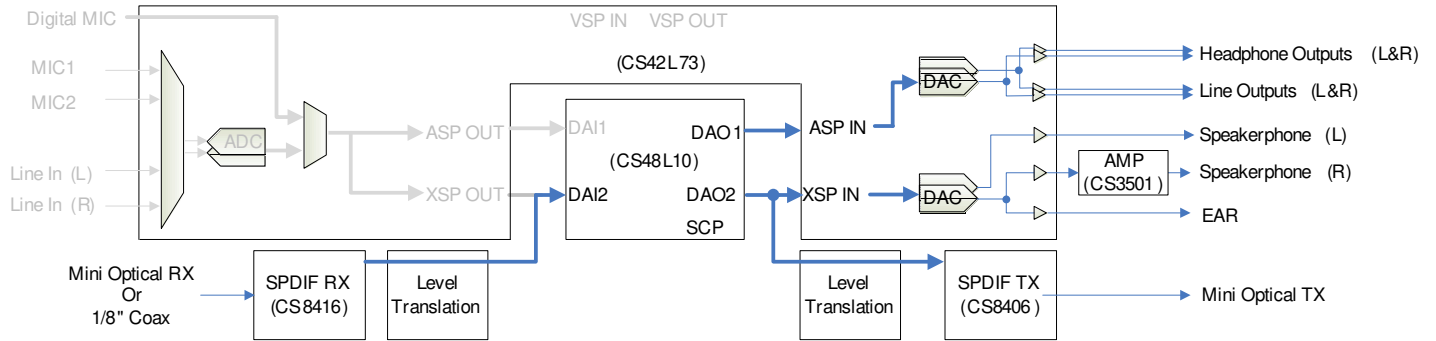 Digital MIC
VSP IN VSP OUT
MIC1
(CS42L73)
Headphone Outputs (L&R)
MIC2
DAC
Line Outputs (L&R)
ADC
ASP OUT
DAI1
DAO1
ASP IN
Speakerphone (L)
(CS48L10)
AMP
(CS3501)
Line In (L)
Speakerphone (R)
XSP OUT
DAI2
DAO2
XSP IN
DAC
Line In (R)
EAR
SCP
Mini Optical RX
Or
1/8" Coax
SPDIF RX
(CS8416)
Level
Translation
Level
Translation
SPDIF TX
(CS8406)
Mini Optical TX